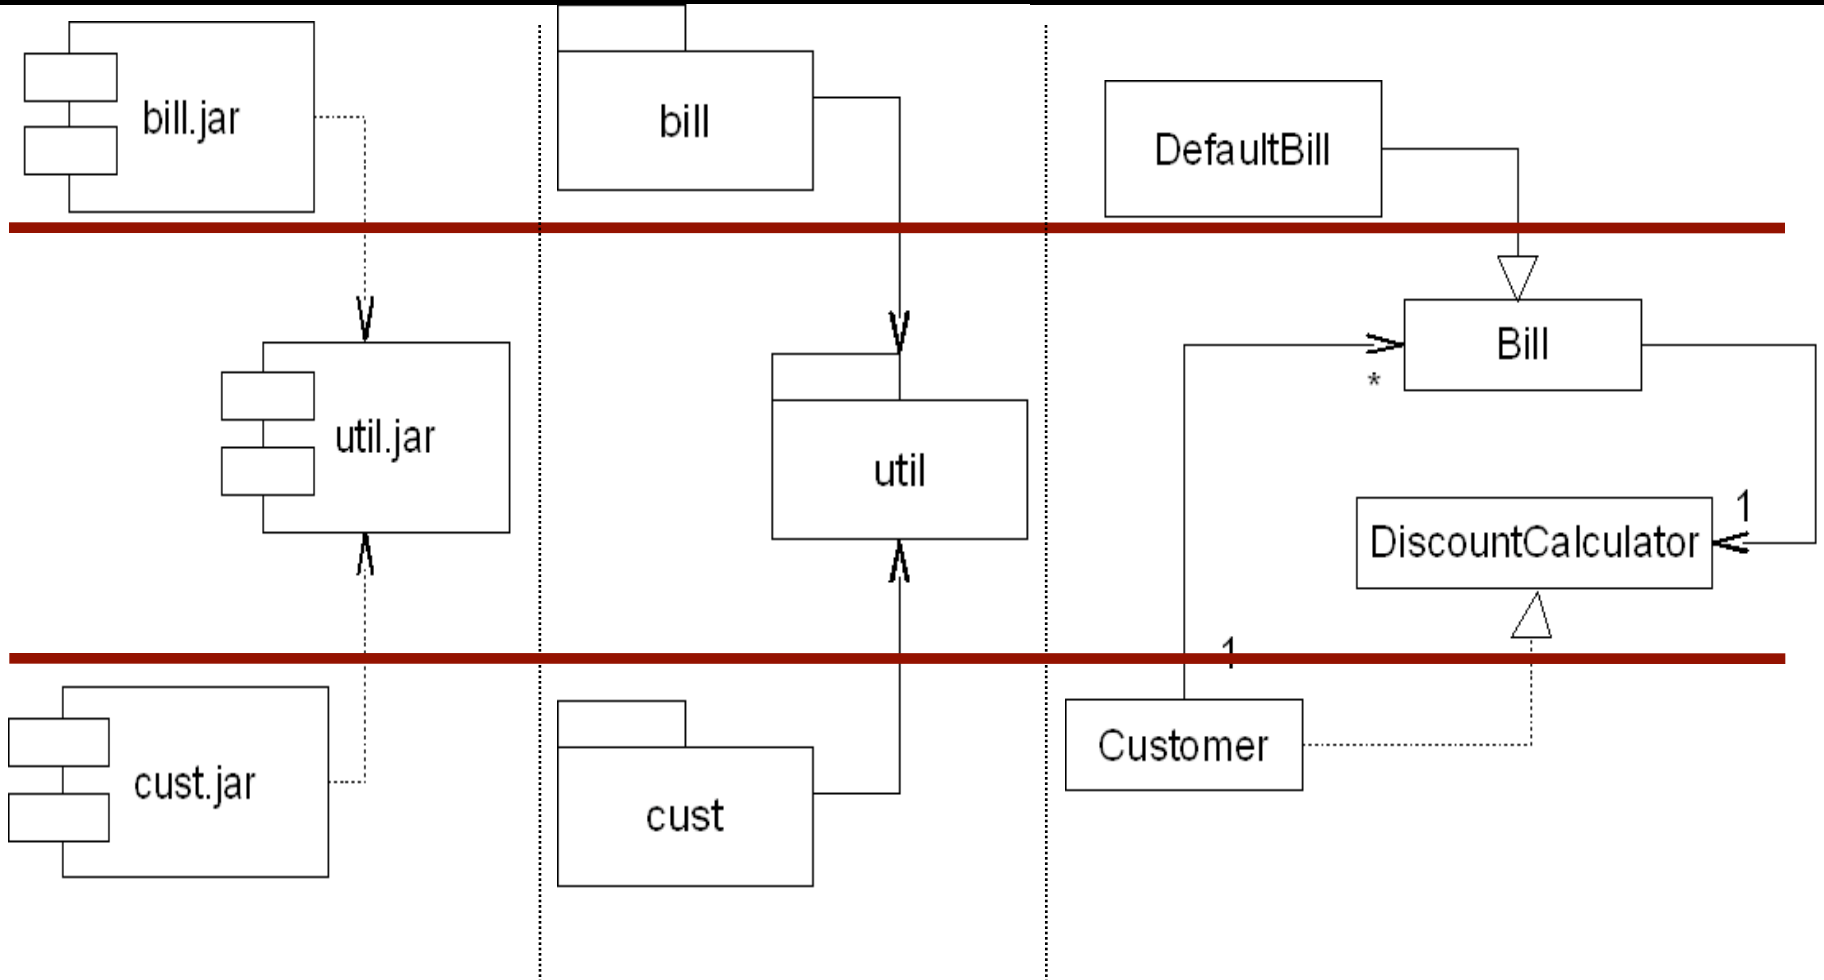 bill.jar
bill
DefaultBill
Bill
*
util.jar
util
1
DiscountCalculator
1
cust.jar
cust
Customer